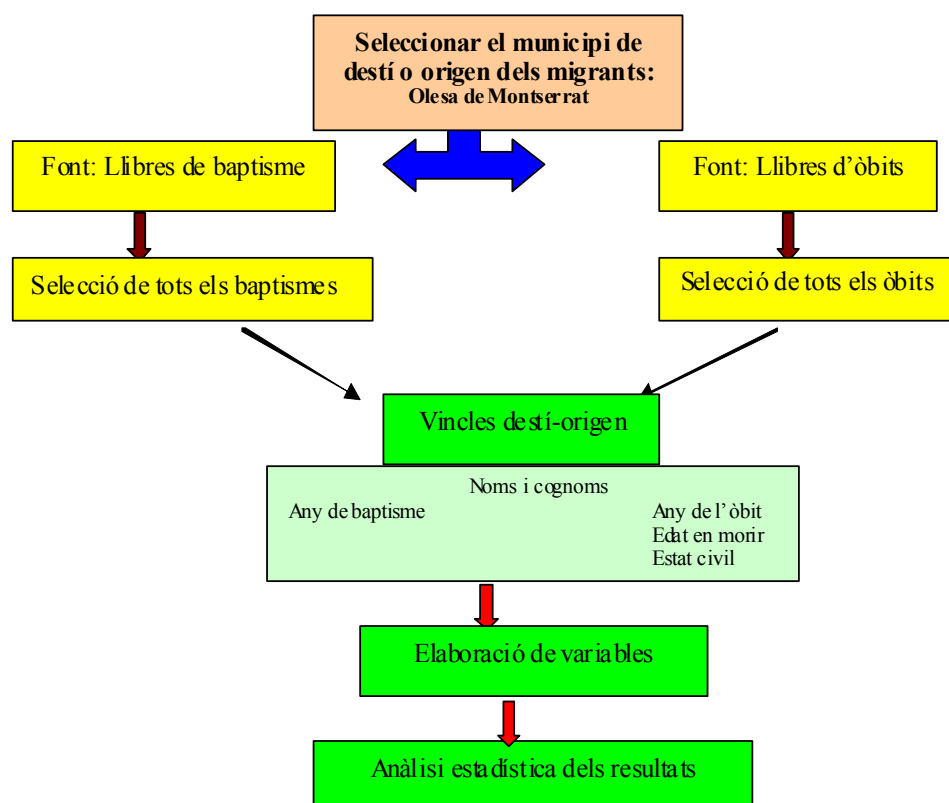 Seleccionar el municipi de
destí o origen dels migrants:
Olesa de Montserrat
Font: Llibres de baptisme
Font: Llibres d'òbits
Selecció de tots els baptismes
Selecció de tots els òbits
Vincles destí-origen
Noms i cognoms
Any de baptisme
Any de l'òbit
Edat en morir
Estat civil
Elaboració de variables
Anàlisi estadística dels resultats